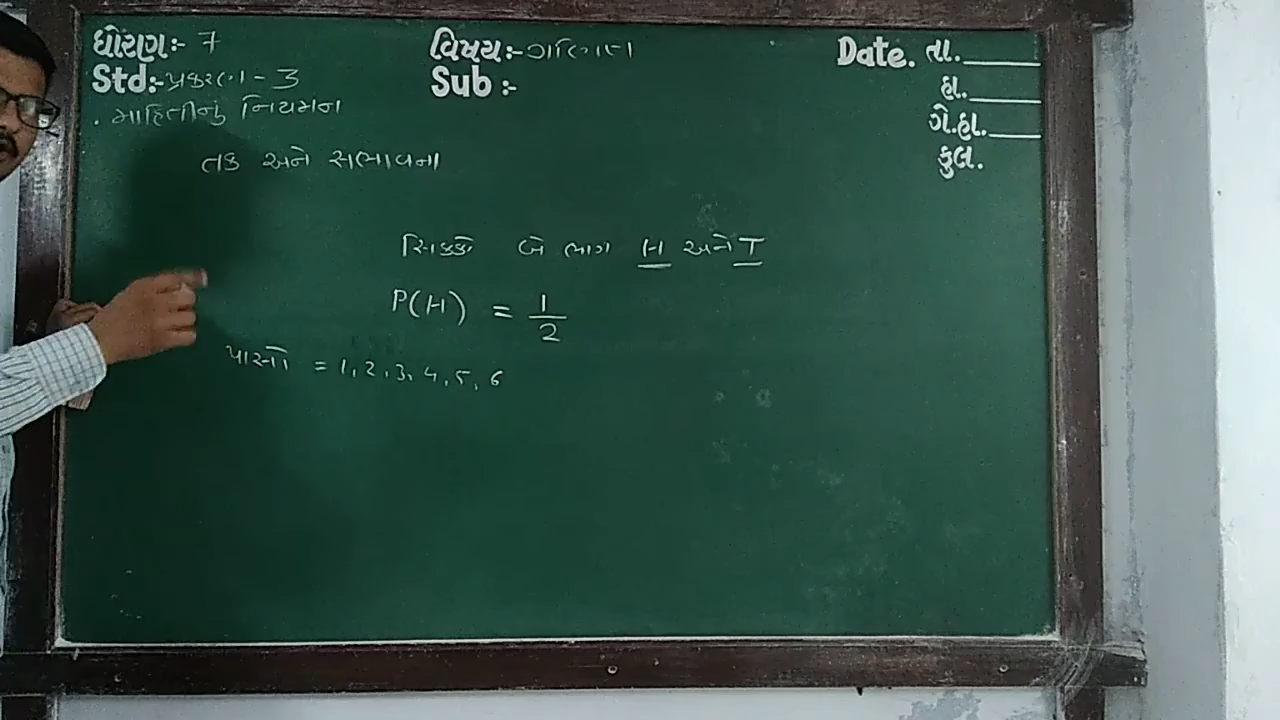 ધોરણ:- 7 વિષય:- ગણિત Date. તા.
Std:- પ્રકરણ - 3 Sub :- હા.
માહિતીનું નિયમન ગે.હા.
તક અને સંભાવના કુલ.
સિક્કો બે ભાગ H અને T
P(H) = 1/2
પાસો = 1, 2, 3, 4, 5, 6